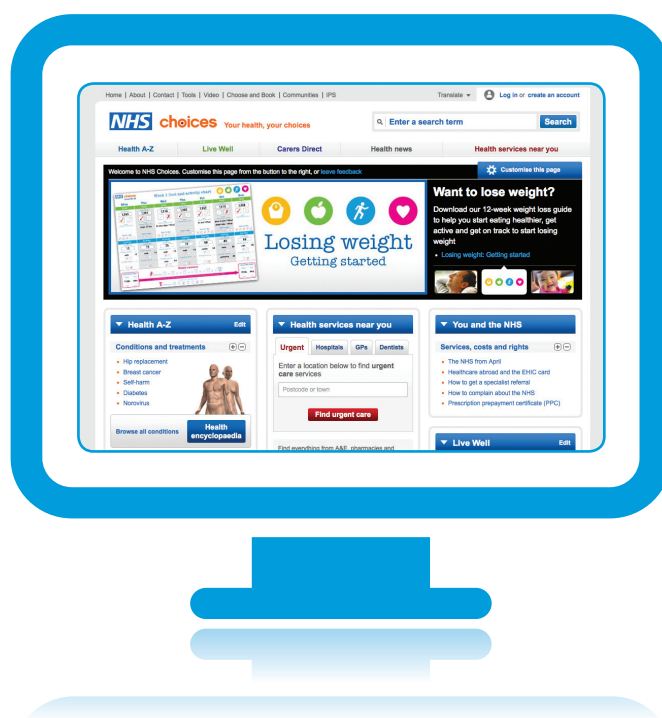 Home | About | Contact | Tools | Video | Choose and Book | Communities | IPS
Translate
Log in or create an account
NHS choices Your health, your choices
Enter a search term
Search
Health A-Z
Live Well
Carers Direct
Health news
Health services near you
Welcome to NHS Choices. Customise this page from the button to the right, or leave feedback
Customise this page
Losing weight
Getting started
Want to lose weight?
Download our 12-week weight loss guide
to help you start eating healthier, get
active and get on track to start losing
weight
Losing weight: Getting started
Health A-Z
Edit
Conditions and treatments
Hip replacement
Breast cancer
Self-harm
Diabetes
Norovirus
Browse all conditions
Health
encyclopaedia
Health services near you
Urgent
Hospitals
GPs
Dentists
Enter a location below to find urgent
care services
Postcode or town
Find urgent care
Find everything from A&E, pharmacies and
You and the NHS
Services, costs and rights
The NHS from April
Healthcare abroad and the EHIC card
How to get a specialist referral
How to complain about the NHS
Prescription prepayment certificate (PPC)
Live Well
Edit